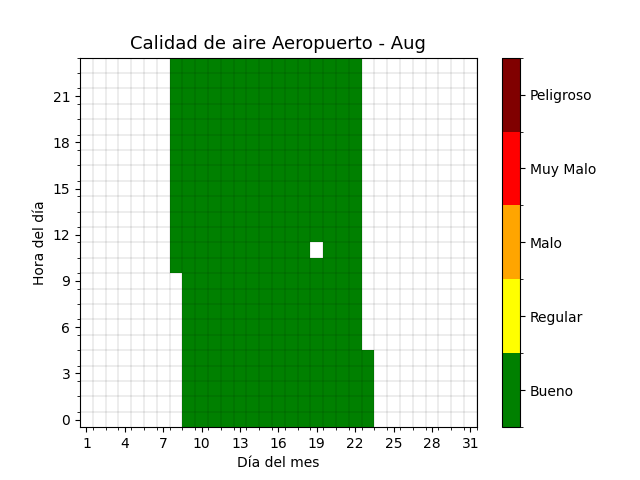 Calidad de aire Aeropuerto - Aug
Hora del día
21
18
15
12
9
6
3
0
1 4 7 10 13 16 19 22 25 28 31
Día del mes
Peligroso
Muy Malo
Malo
Regular
Bueno